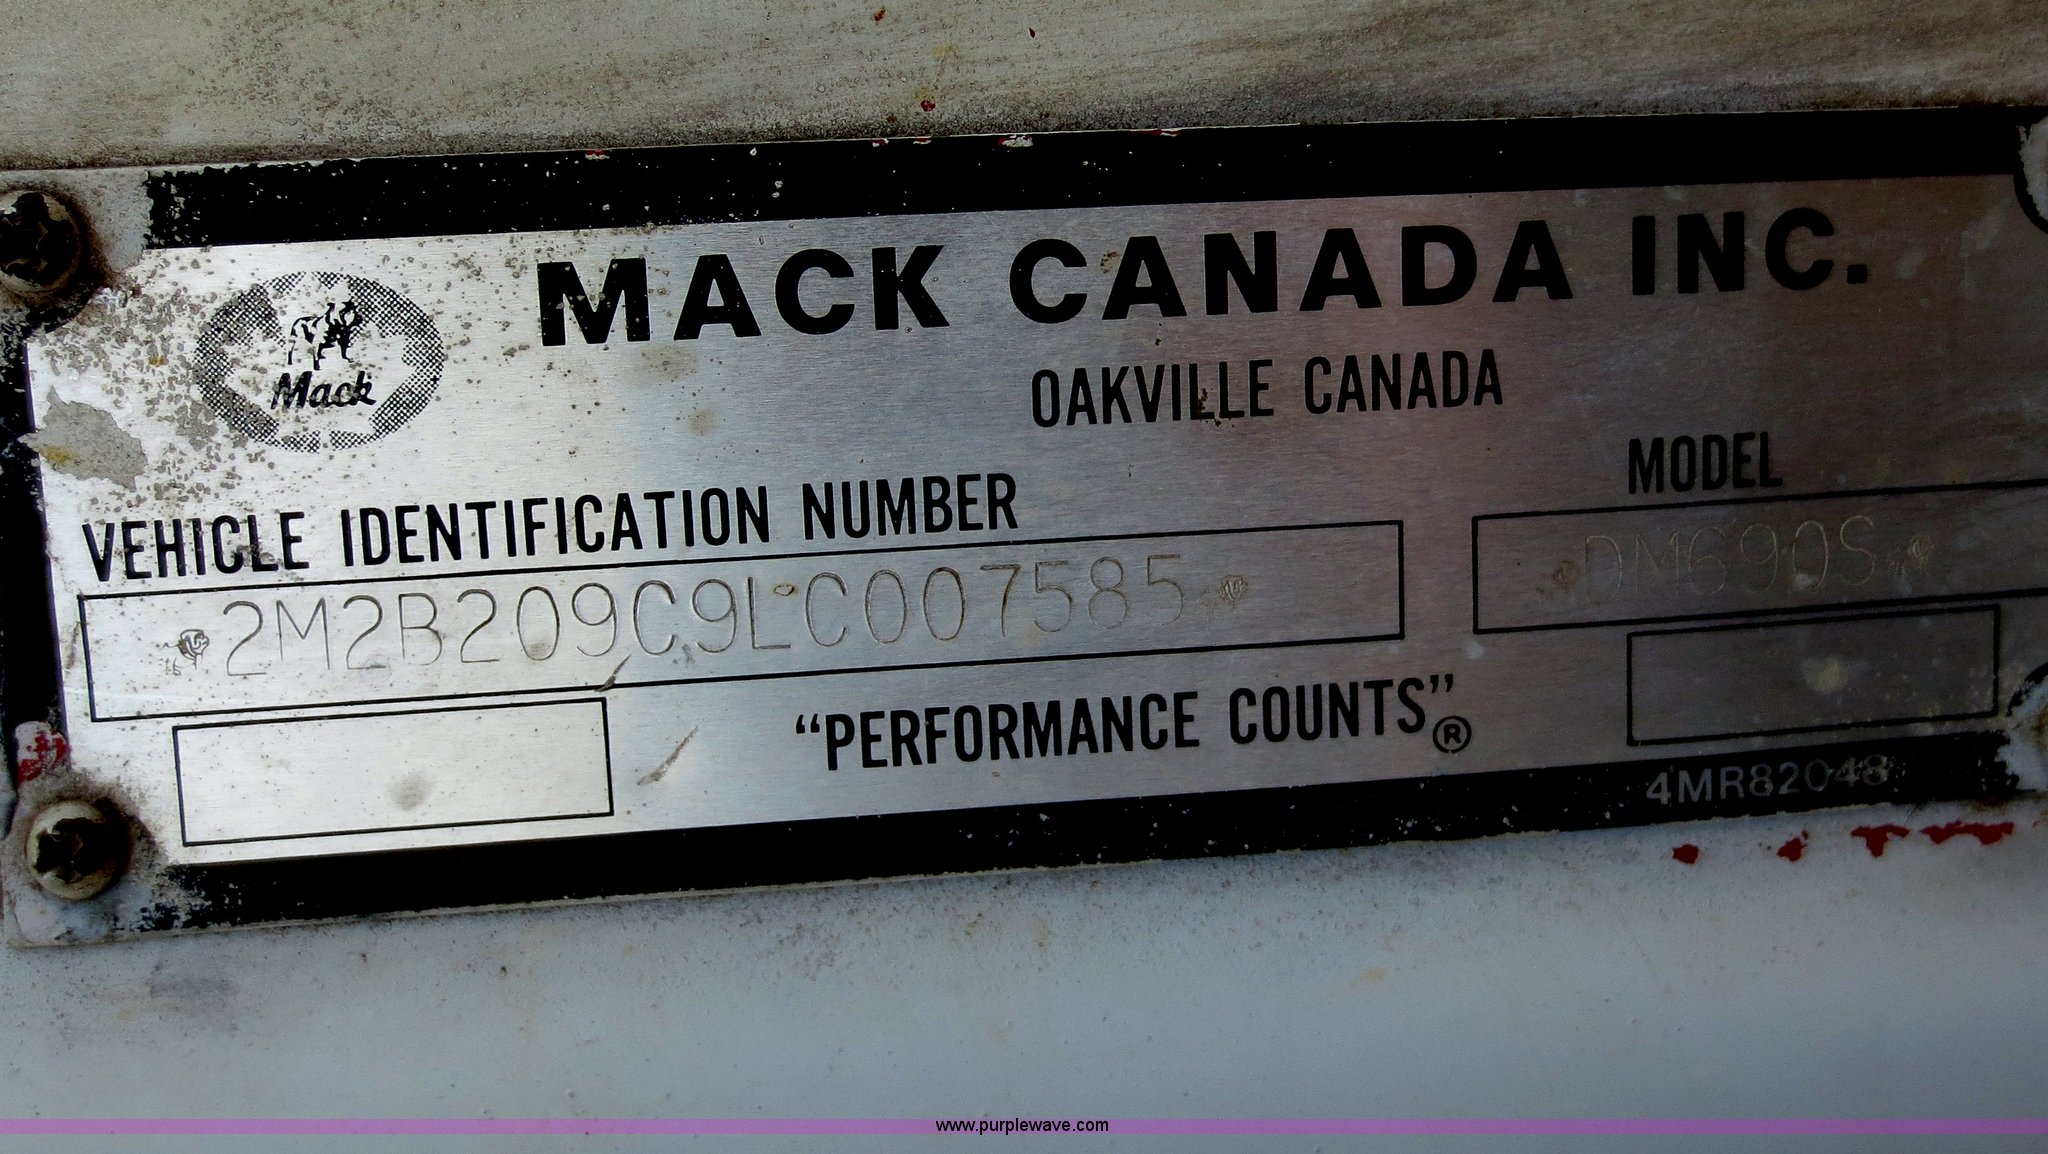 MACK CANADA INC.
Mack
OAKVILLE CANADA
VEHICLE IDENTIFICATION NUMBER
MODEL
2M2B209C9LC007585
DM690S
"PERFORMANCE COUNTS"®
4MR82048
www.purplewave.com